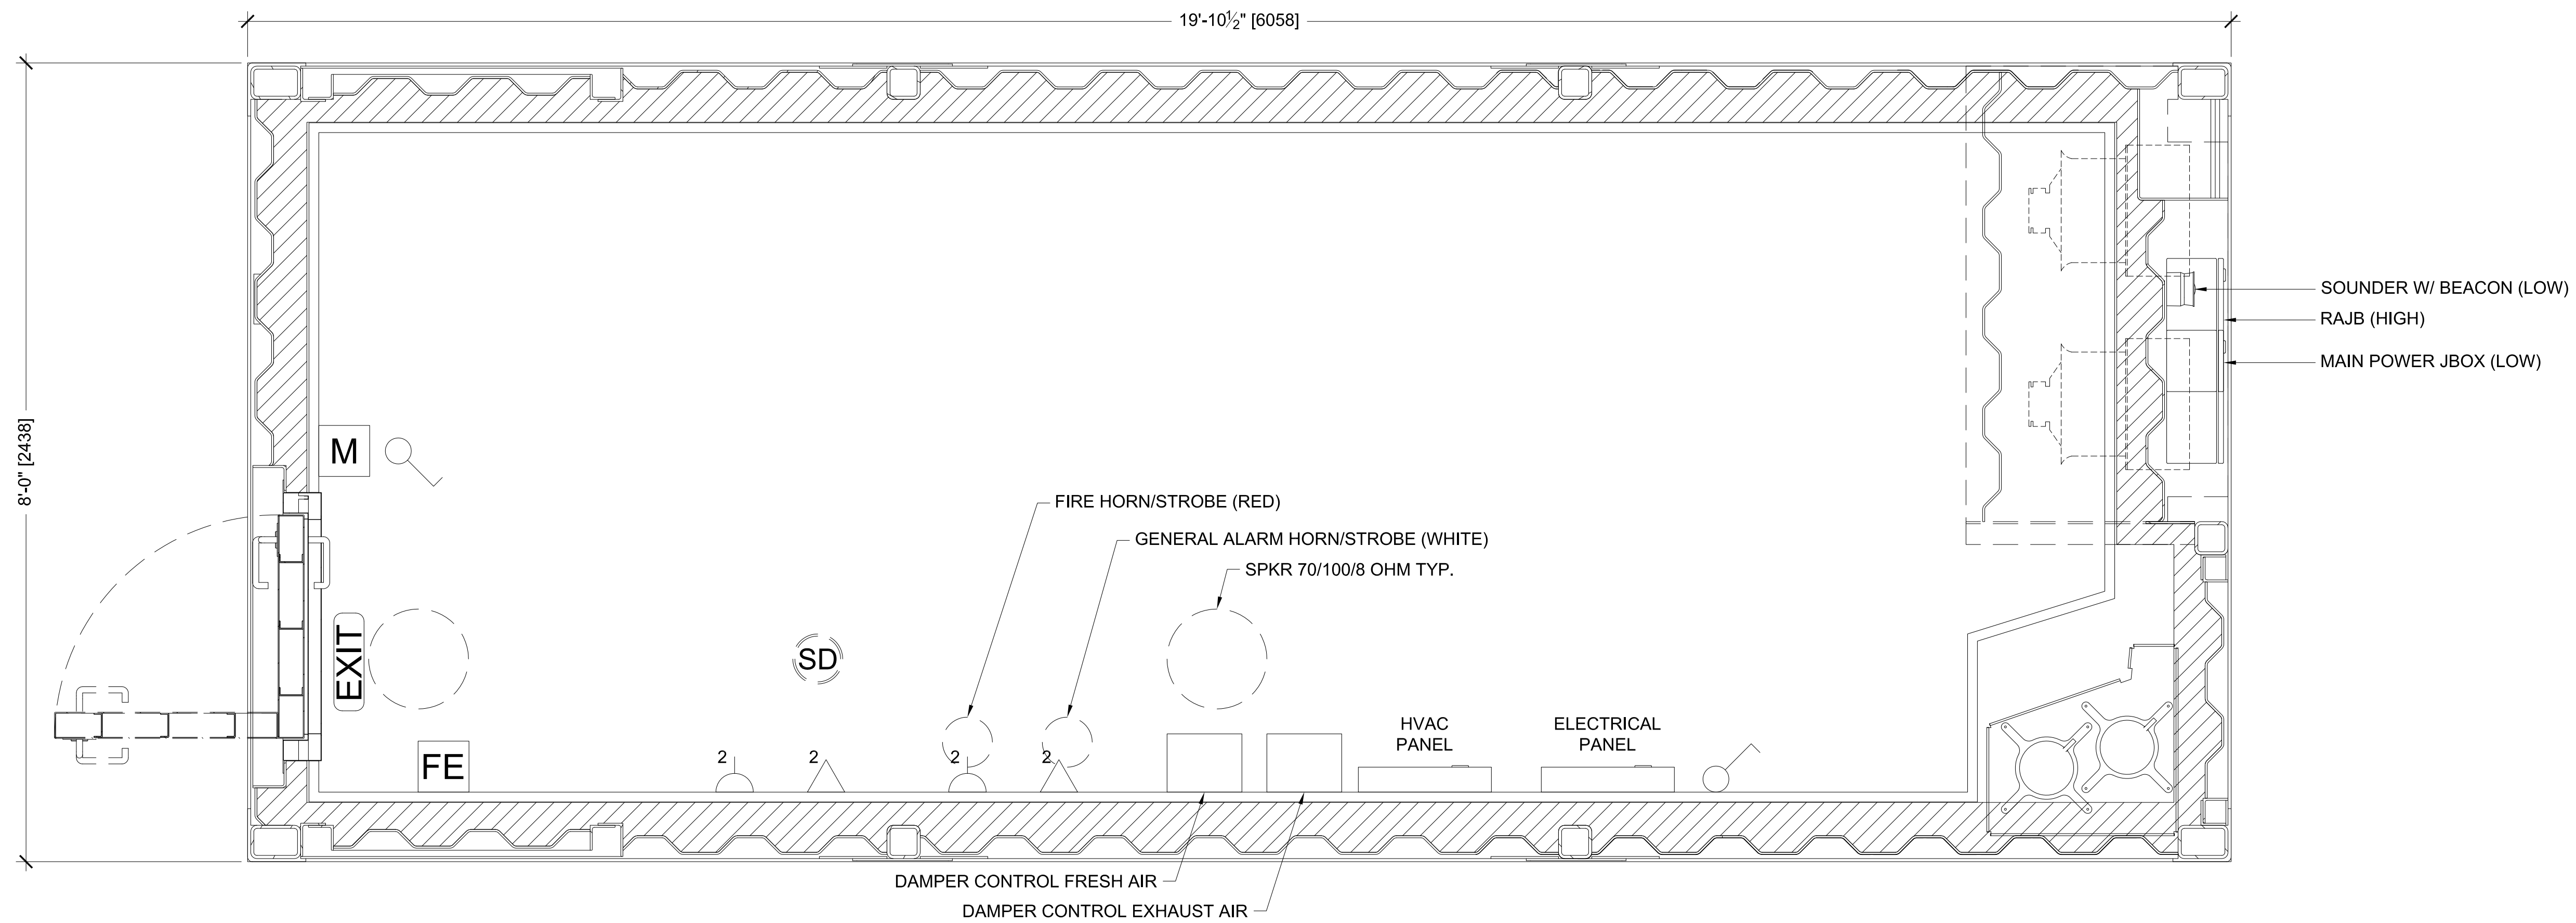 19'-10½" [6058]
8'-0" [2438]
SOUNDER W/ BEACON (LOW)
RAJB (HIGH)
MAIN POWER JBOX (LOW)
M
FIRE HORN/STROBE (RED)
GENERAL ALARM HORN/STROBE (WHITE)
SPKR 70/100/8 OHM TYP.
EXIT
SD
HVAC
PANEL
ELECTRICAL
PANEL
FE
2
2
2
2
DAMPER CONTROL FRESH AIR
DAMPER CONTROL EXHAUST AIR